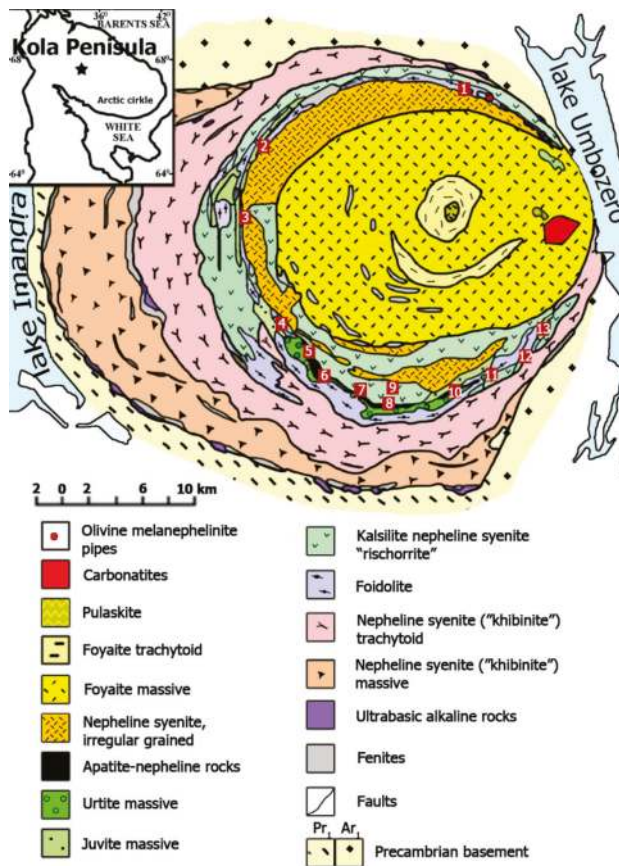 36° 42°
BARENTS SEA
Kola Penísula
68° 68°
Arctic cirkle
WHITE
SEA
64° 64°
lake Umbozero
lake Imandra
1
2
3
4
5
6
7
8
9
10
11
12
13
2 0 2 6 10 km
Olivine melanephelinite
pipes
Carbonatites
Pulaskite
Foyaite trachytoid
Foyaite massive
Nepheline syenite,
irregular grained
Apatite-nepheline rocks
Urtite massive
Juvite massive
Kalsilite nepheline syenite
“rischorrite”
Foidolite
Nepheline syenite (”khibinite”)
trachytoid
Nepheline syenite (”khibinite”)
massive
Ultrabasic alkaline rocks
Fenites
Faults
Pr₁ Ar₁
Precambrian basement